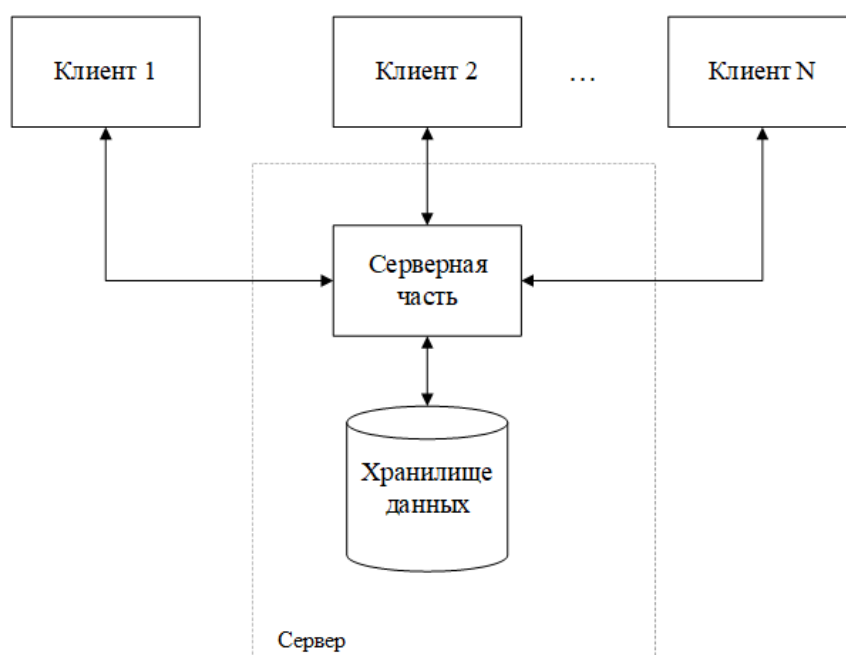 Клиент 1
Клиент 2
...
Клиент N
Серверная
часть
Хранилище
данных
Сервер